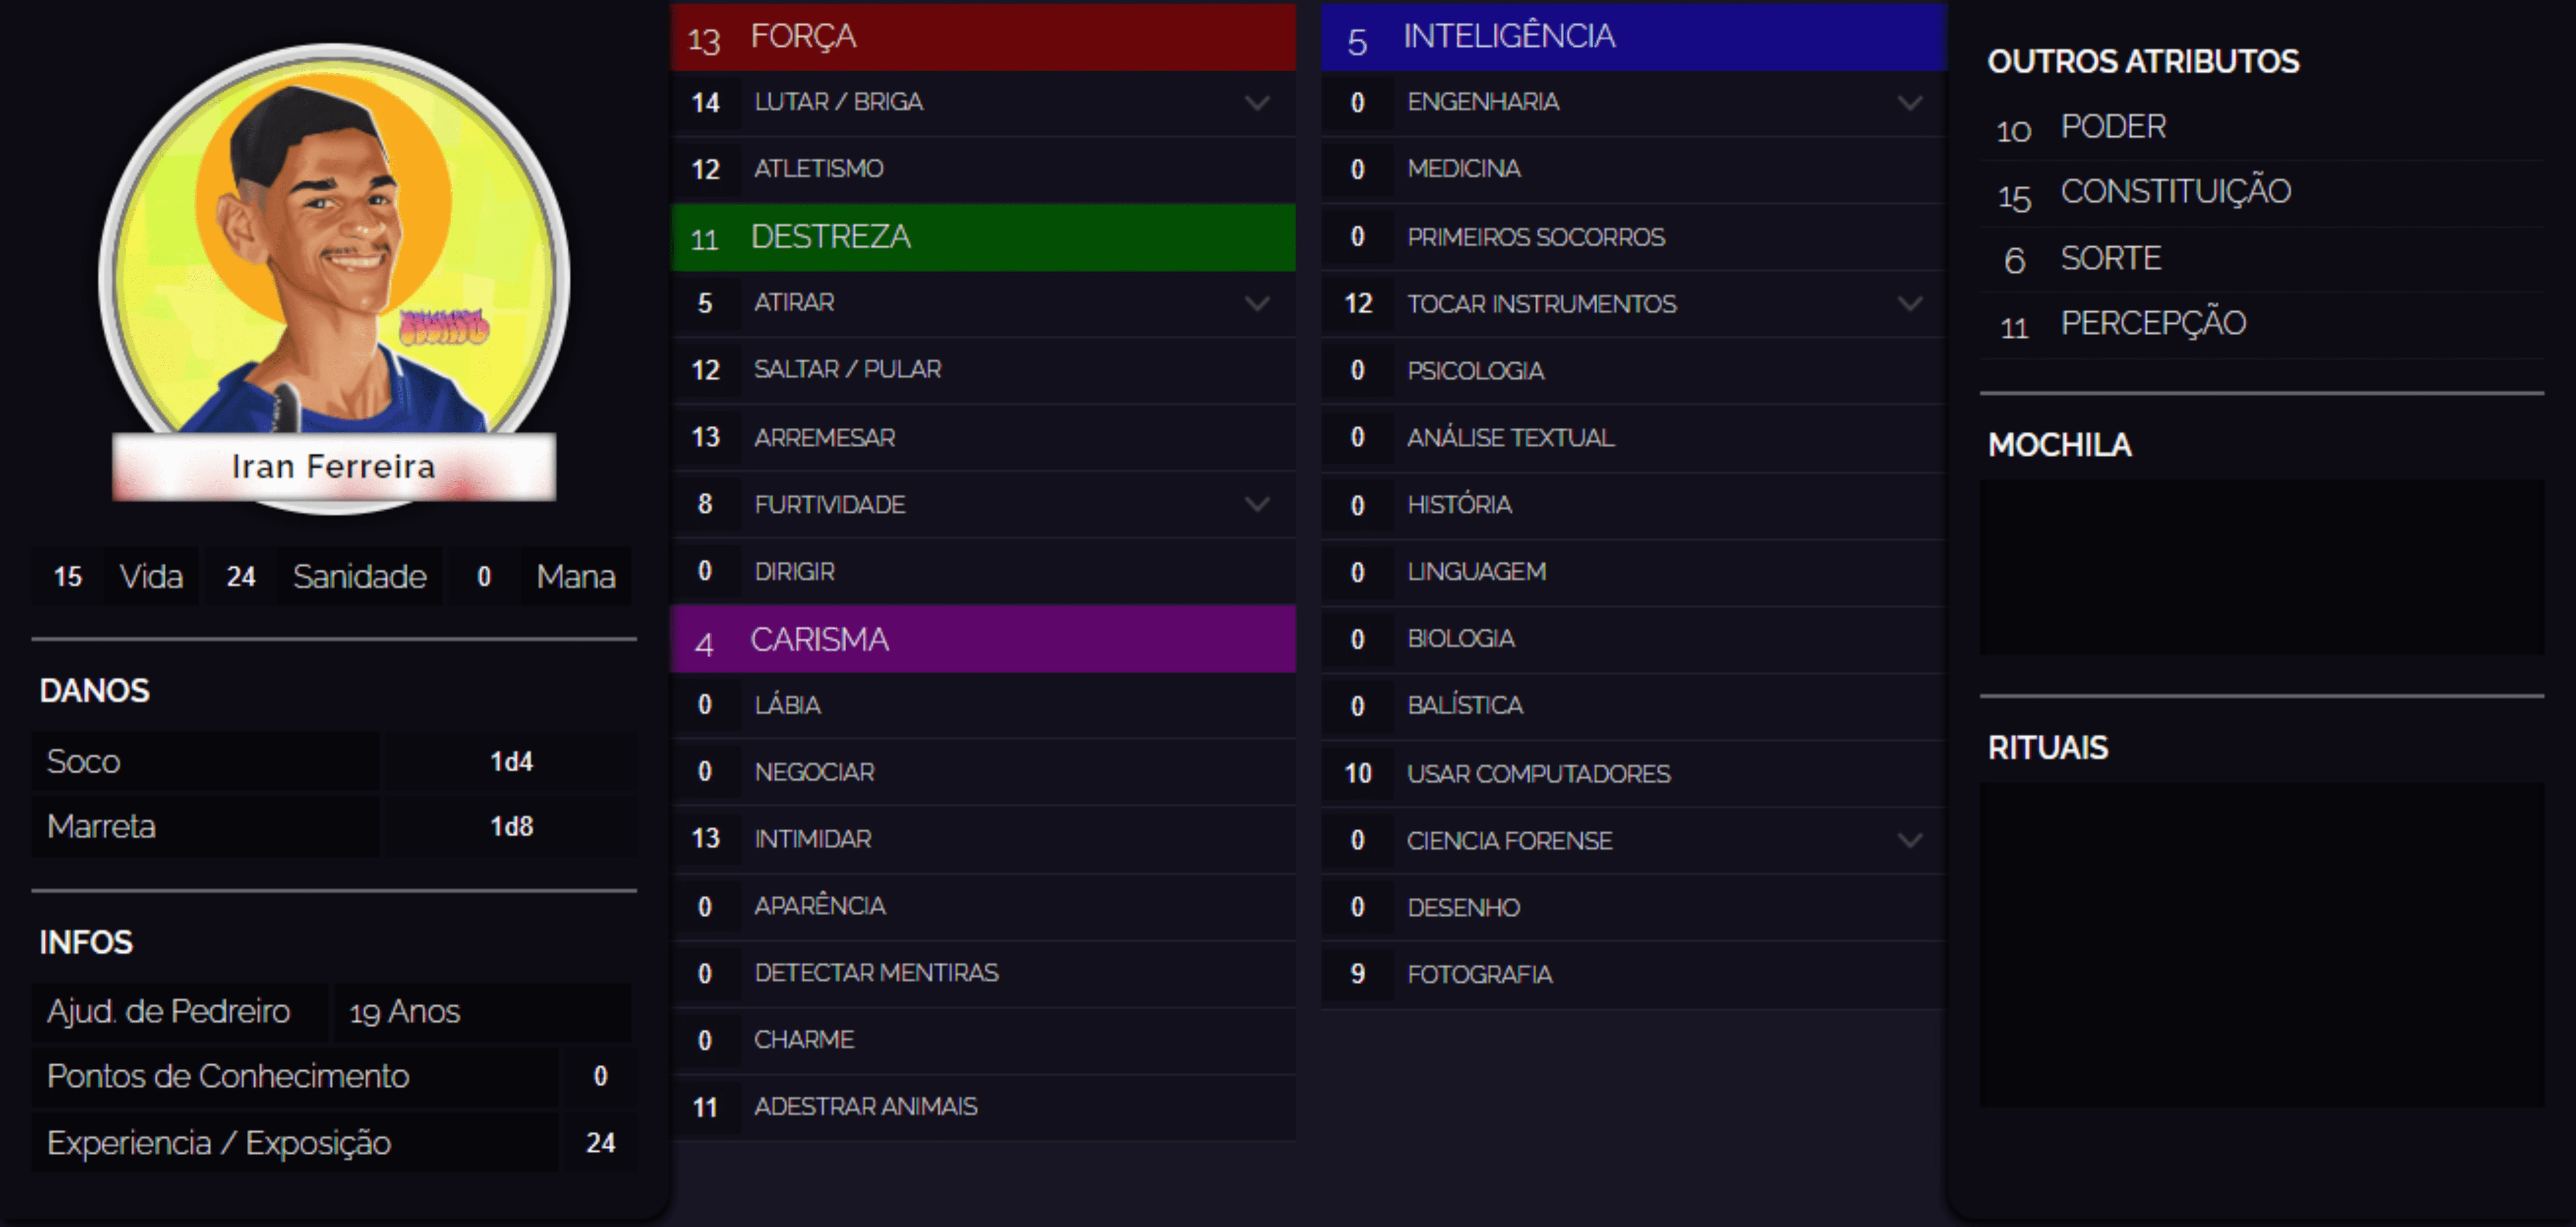 Iran Ferreira
15 Vida 24 Sanidade 0 Mana
DANOS
Soco 1d4
Marreta 1d8
INFOS
Ajud. de Pedreiro 19 Anos
Pontos de Conhecimento 0
Experiencia / Exposição 24
13 FORÇA
14 LUTAR / BRIGA
12 ATLETISMO
11 DESTREZA
5 ATIRAR
12 SALTAR / PULAR
13 ARREMESAR
8 FURTIVIDADE
0 DIRIGIR
4 CARISMA
0 LÁBIA
0 NEGOCIAR
13 INTIMIDAR
0 APARÊNCIA
0 DETECTAR MENTIRAS
0 CHARME
11 ADESTRAR ANIMAIS
5 INTELIGÊNCIA
0 ENGENHARIA
0 MEDICINA
0 PRIMEIROS SOCORROS
12 TOCAR INSTRUMENTOS
0 PSICOLOGIA
0 ANÁLISE TEXTUAL
0 HISTÓRIA
0 LINGUAGEM
0 BIOLOGIA
0 BALÍSTICA
10 USAR COMPUTADORES
0 CIENCIA FORENSE
0 DESENHO
9 FOTOGRAFIA
OUTROS ATRIBUTOS
10 PODER
15 CONSTITUIÇÃO
6 SORTE
11 PERCEPÇÃO
MOCHILA
RITUAIS